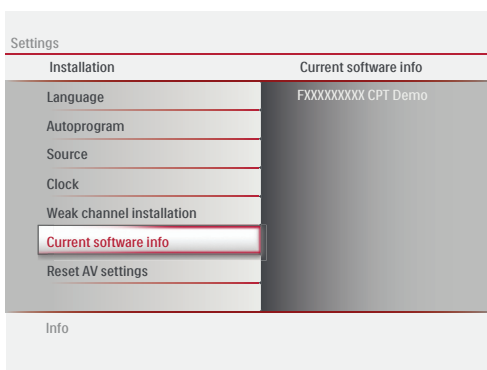 Settings
Installation Current software info
Language FXXXXXXXXX CPT Demo
Autoprogram
Source
Clock
Weak channel installation
Current software info
Reset AV settings
Info